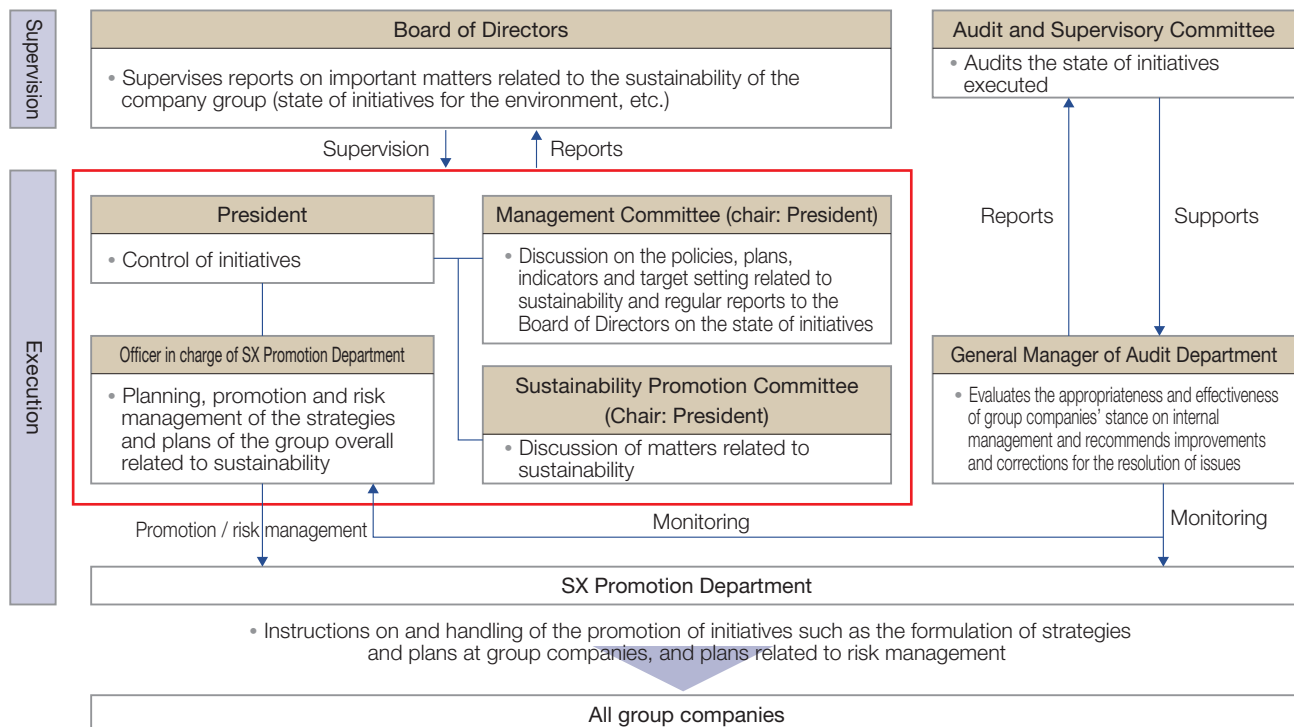 Supervision
Board of Directors
• Supervises reports on important matters related to the sustainability of the
company group (state of initiatives for the environment, etc.)
Audit and Supervisory Committee
• Audits the state of initiatives
executed
Supervision
Reports
Execution
President
• Control of initiatives
Management Committee (chair: President)
• Discussion on the policies, plans,
indicators and target setting related to
sustainability and regular reports to the
Board of Directors on the state of initiatives
Reports
Supports
Officer in charge of SX Promotion Department
• Planning, promotion and risk
management of the strategies
and plans of the group overall
related to sustainability
Sustainability Promotion Committee
(Chair: President)
• Discussion of matters related to
sustainability
General Manager of Audit Department
• Evaluates the appropriateness and effectiveness
of group companies’ stance on internal
management and recommends improvements
and corrections for the resolution of issues
Promotion / risk management
Monitoring
Monitoring
SX Promotion Department
• Instructions on and handling of the promotion of initiatives such as the formulation of strategies
and plans at group companies, and plans related to risk management
All group companies